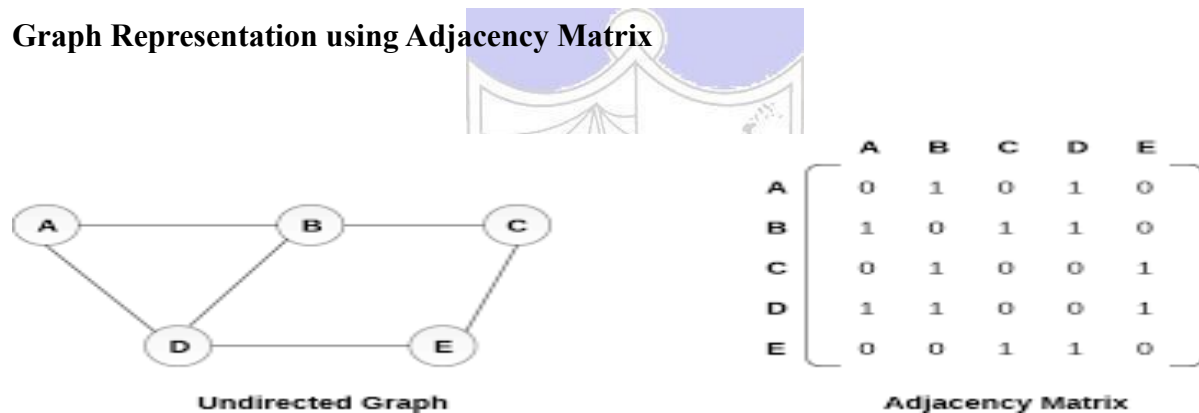 Graph Representation using Adjacency Matrix
A B C D E
A 0 1 0 1 0
A B C
B 1 0 1 1 0
C 0 1 0 0 1
D 1 1 0 0 1
D E
E 0 0 1 1 0
Undirected Graph
Adjacency Matrix